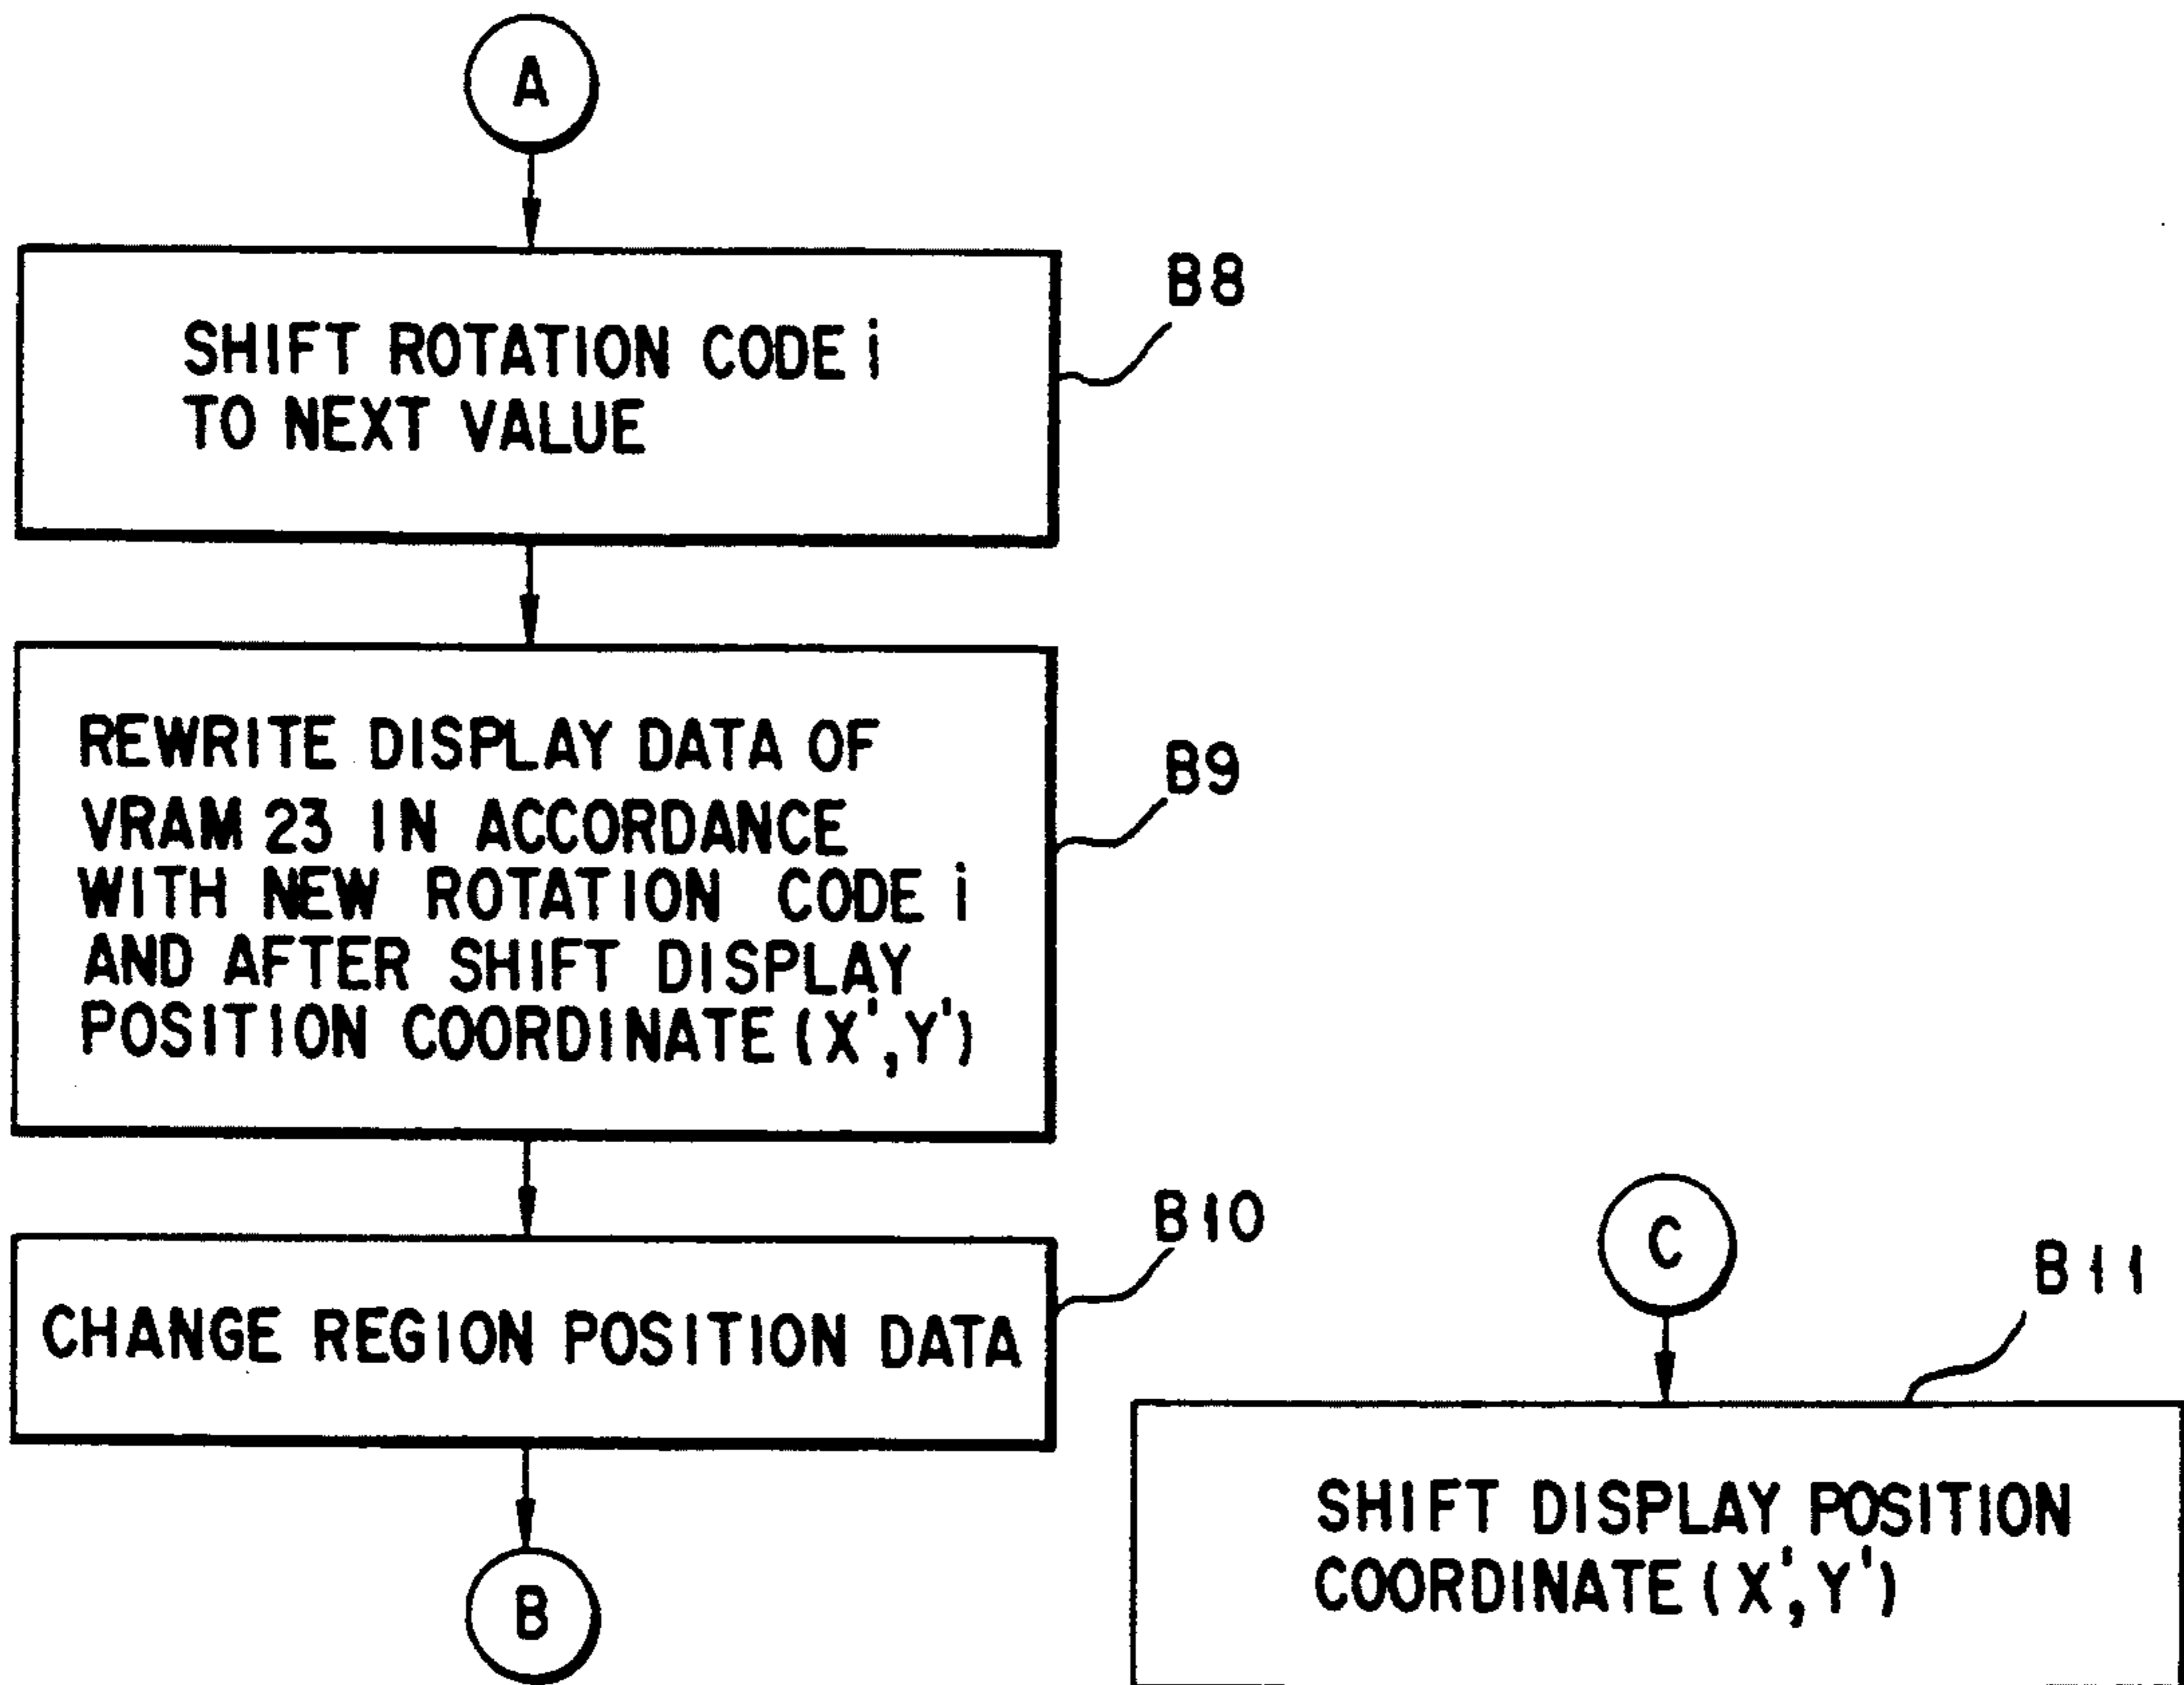 A
B8
SHIFT ROTATION CODE i
TO NEXT VALUE
REWRITE DISPLAY DATA OF
VRAM 23 IN ACCORDANCE
WITH NEW ROTATION CODE i
AND AFTER SHIFT DISPLAY
POSITION COORDINATE (X',Y')
B9
B10
CHANGE REGION POSITION DATA
B
C
B11
SHIFT DISPLAY POSITION
COORDINATE (X',Y')